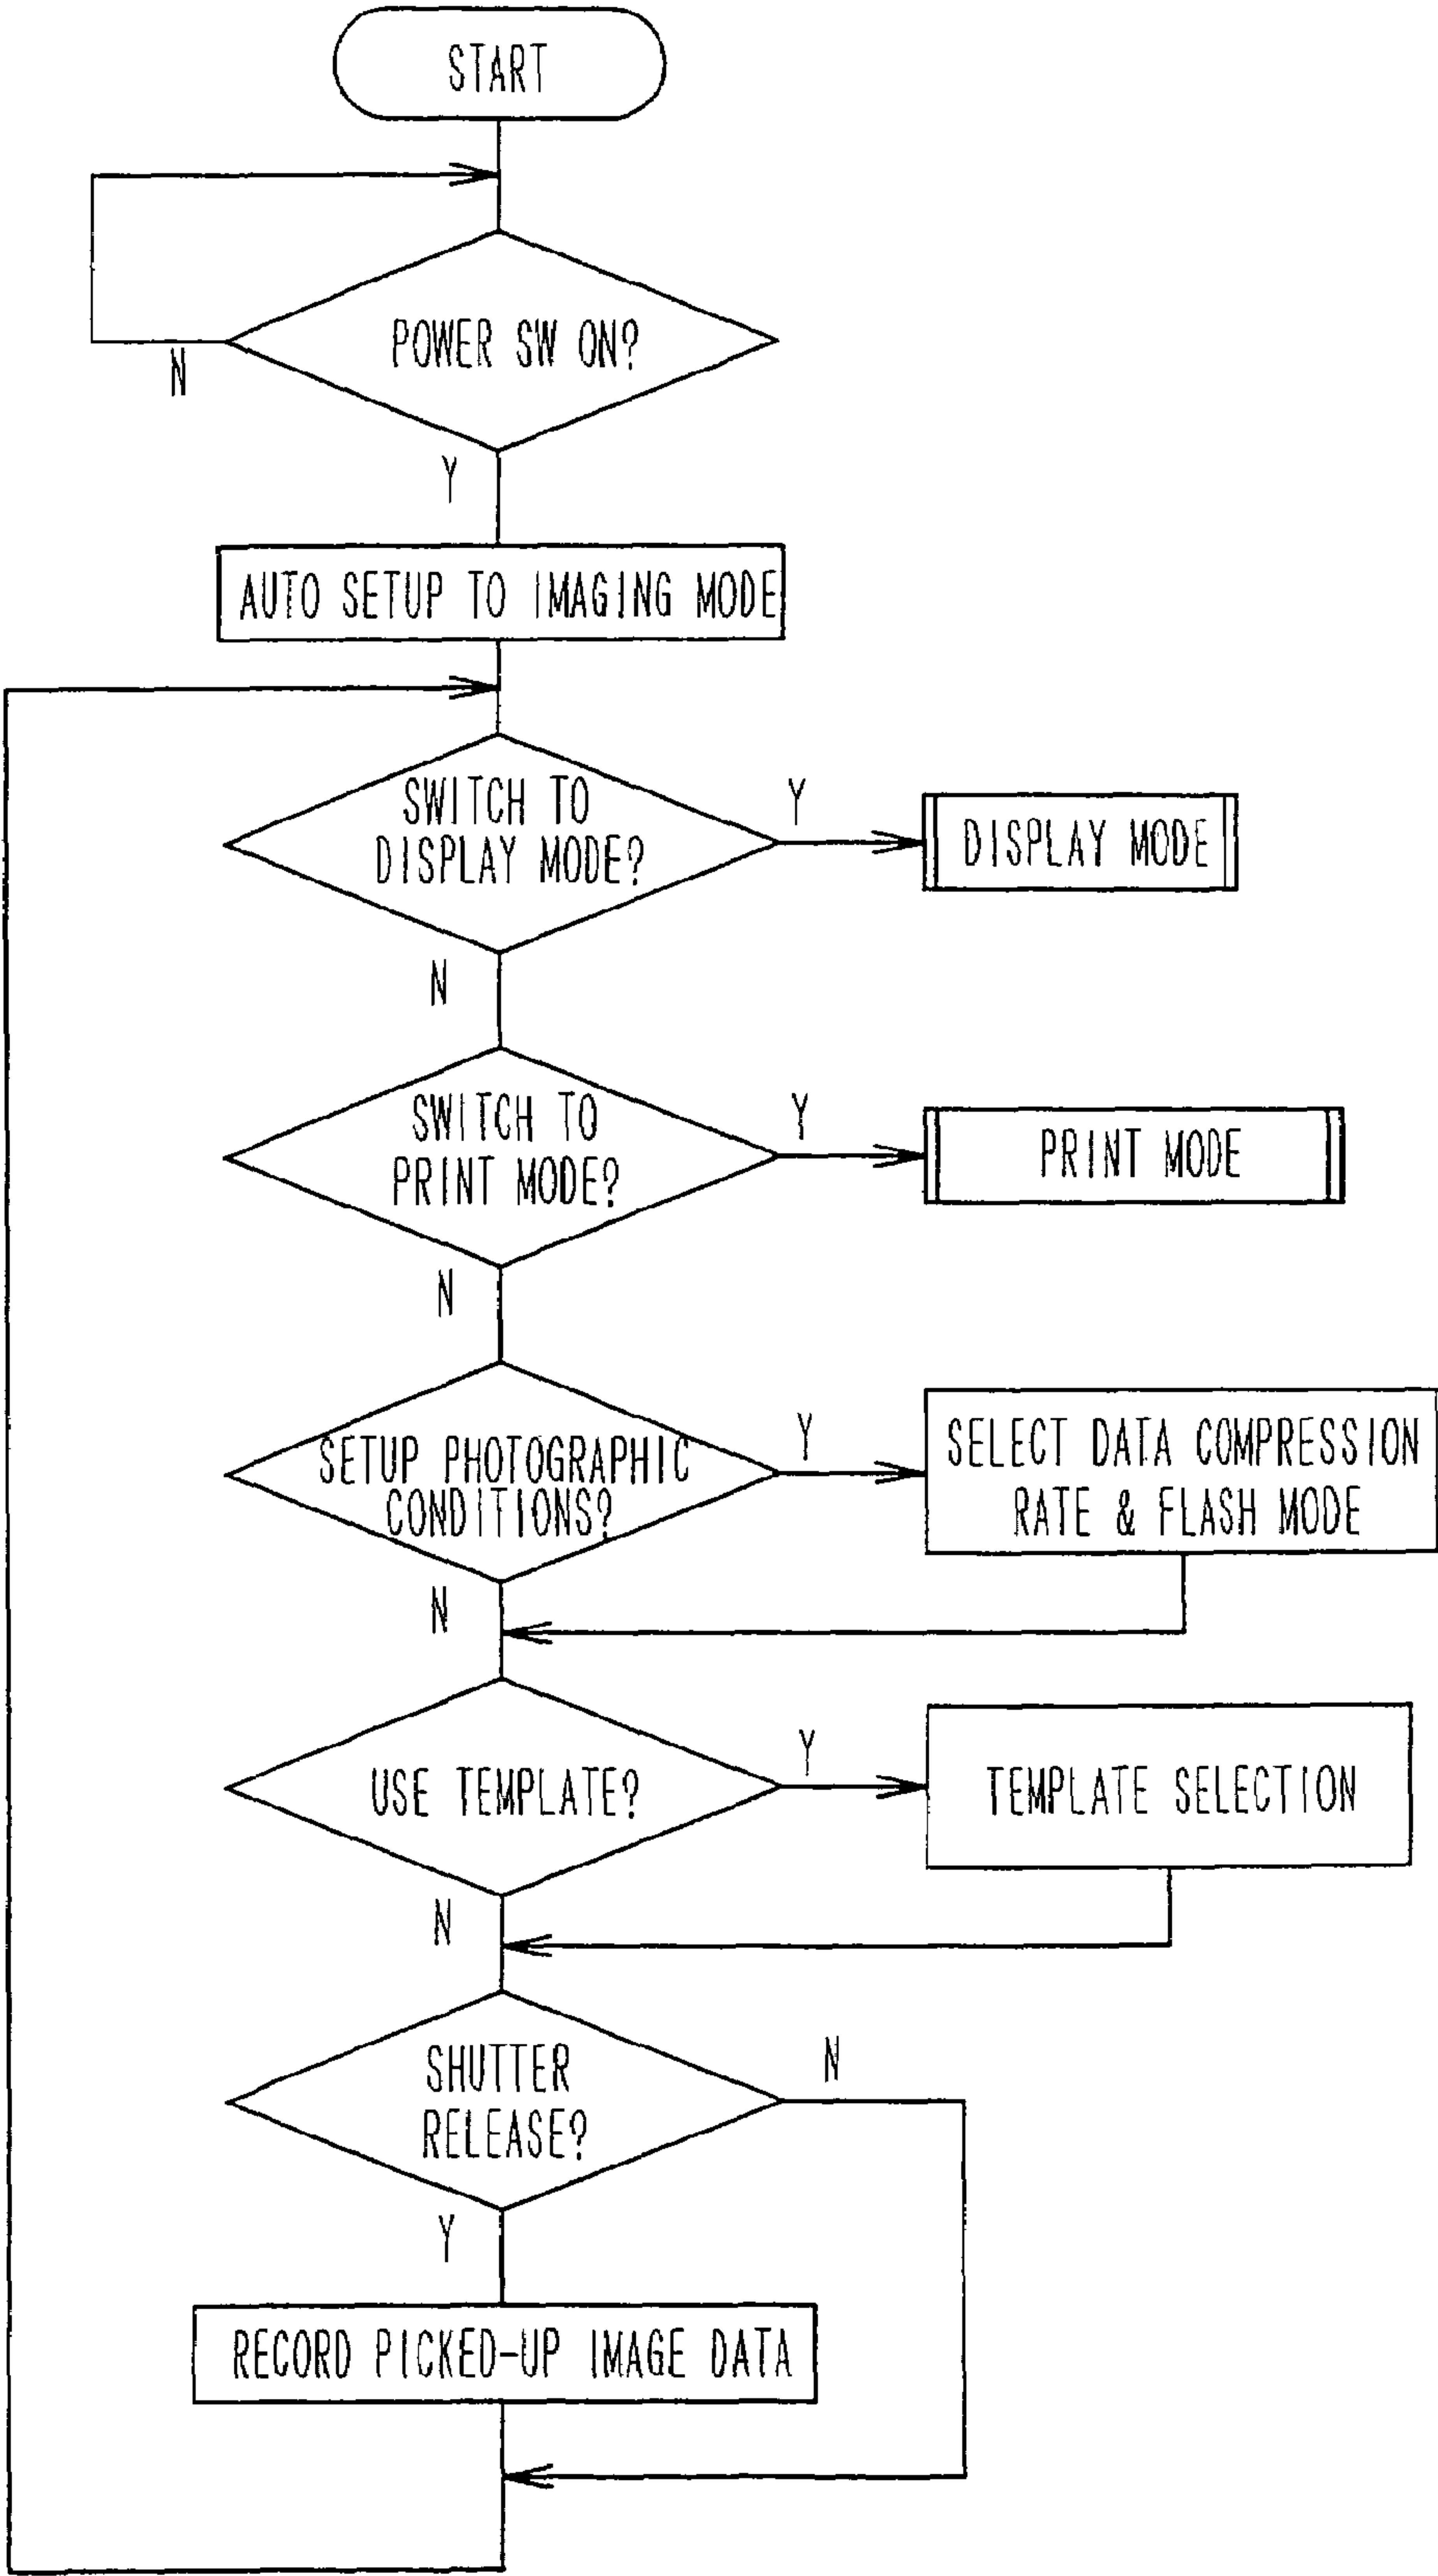 START
POWER SW ON?
N
Y
AUTO SETUP TO IMAGING MODE
SWITCH TO
DISPLAY MODE?
Y
DISPLAY MODE
N
SWITCH TO
PRINT MODE?
Y
PRINT MODE
N
SETUP PHOTOGRAPHIC
CONDITIONS?
Y
SELECT DATA COMPRESSION
RATE & FLASH MODE
N
USE TEMPLATE?
Y
TEMPLATE SELECTION
N
SHUTTER
RELEASE?
N
Y
RECORD PICKED-UP IMAGE DATA